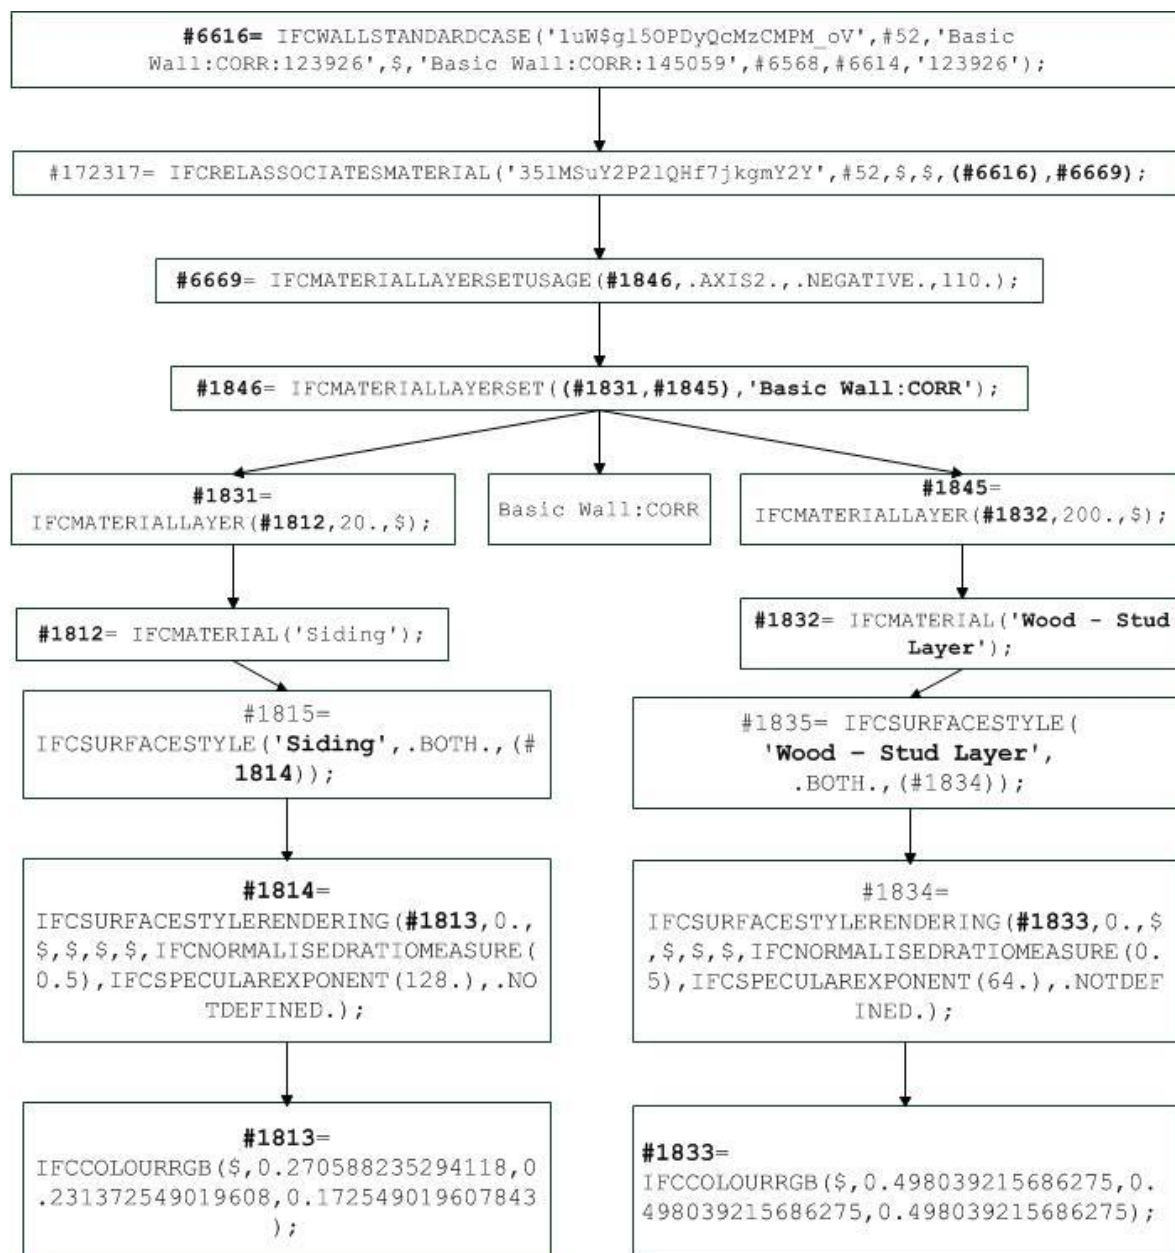 #6616= IFCWALLSTANDARDCASE('1uW$gl5OPDyQcMzCMPM_oV',#52,'Basic
Wall:CORR:123926',$,'Basic Wall:CORR:145059',#6568,#6614,'123926');
#172317= IFCRELASSOCIATESMATERIAL('351MSuY2P2lQHf7jkgmY2Y',#52,$,$,(#6616),#6669);
#6669= IFCMATERIALLAYERSETUSAGE(#1846,.AXIS2.,.NEGATIVE.,110.);
#1846= IFCMATERIALLAYERSET((#1831,#1845),'Basic Wall:CORR');
#1831=
IFCMATERIALLAYER(#1812,20.,$);
Basic Wall:CORR
#1845=
IFCMATERIALLAYER(#1832,200.,$);
#1812= IFCMATERIAL('Siding');
#1832= IFCMATERIAL('Wood - Stud
Layer');
#1815=
IFCSURFACESTYLE('Siding',.BOTH.,(#
1814));
#1835= IFCSURFACESTYLE(
'Wood – Stud Layer',
.BOTH.,(#1834));
#1814=
IFCSURFACESTYLERENDERING(#1813,0.,
$,$,$,$,IFCNORMALISEDRATIOMEASURE(
0.5),IFCSPECULAREXPONENT(128.),.NO
TDEFINED.);
#1834=
IFCSURFACESTYLERENDERING(#1833,0.,$
,$,$,$,IFCNORMALISEDRATIOMEASURE(0.
5),IFCSPECULAREXPONENT(64.),.NOTDEF
INED.);
#1813=
IFCCOLOURRGB($,0.270588235294118,0
.231372549019608,0.172549019607843
);
#1833=
IFCCOLOURRGB($,0.498039215686275,0.
498039215686275,0.498039215686275);